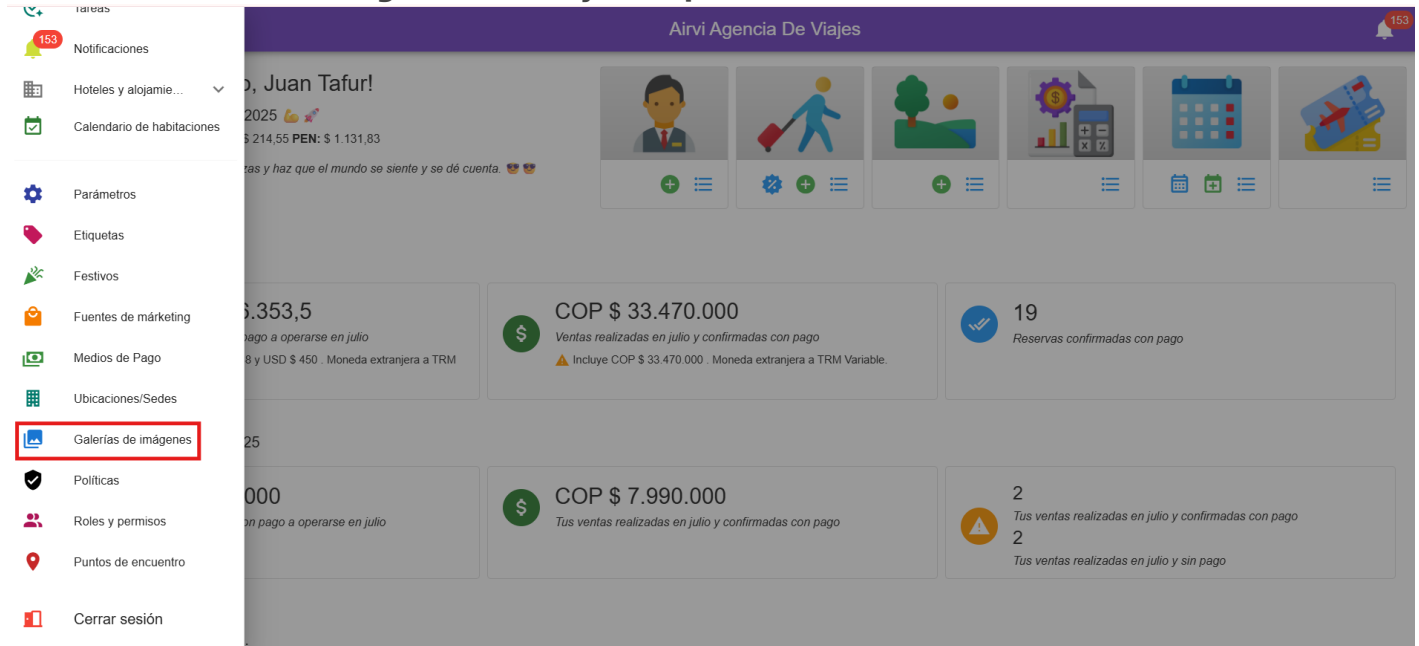 Tareas
153
Notificaciones
Hoteles y alojamie...
Calendario de habitaciones
Parámetros
Etiquetas
Festivos
Fuentes de márketing
Medios de Pago
Ubicaciones/Sedes
Galerías de imágenes
Políticas
Roles y permisos
Puntos de encuentro
Cerrar sesión
Airvi Agencia De Viajes
153
o, Juan Tafur!
2025
$ 214,55 PEN: $ 1.131,83
zas y haz que el mundo se siente y se dé cuenta.
6.353,5
pago a operarse en julio
8 y USD $ 450 . Moneda extranjera a TRM
COP $ 33.470.000
Ventas realizadas en julio y confirmadas con pago
Incluye COP $ 33.470.000 . Moneda extranjera a TRM Variable.
19
Reservas confirmadas con pago
25
000
on pago a operarse en julio
COP $ 7.990.000
Tus ventas realizadas en julio y confirmadas con pago
2
Tus ventas realizadas en julio y confirmadas con pago
2
Tus ventas realizadas en julio y sin pago